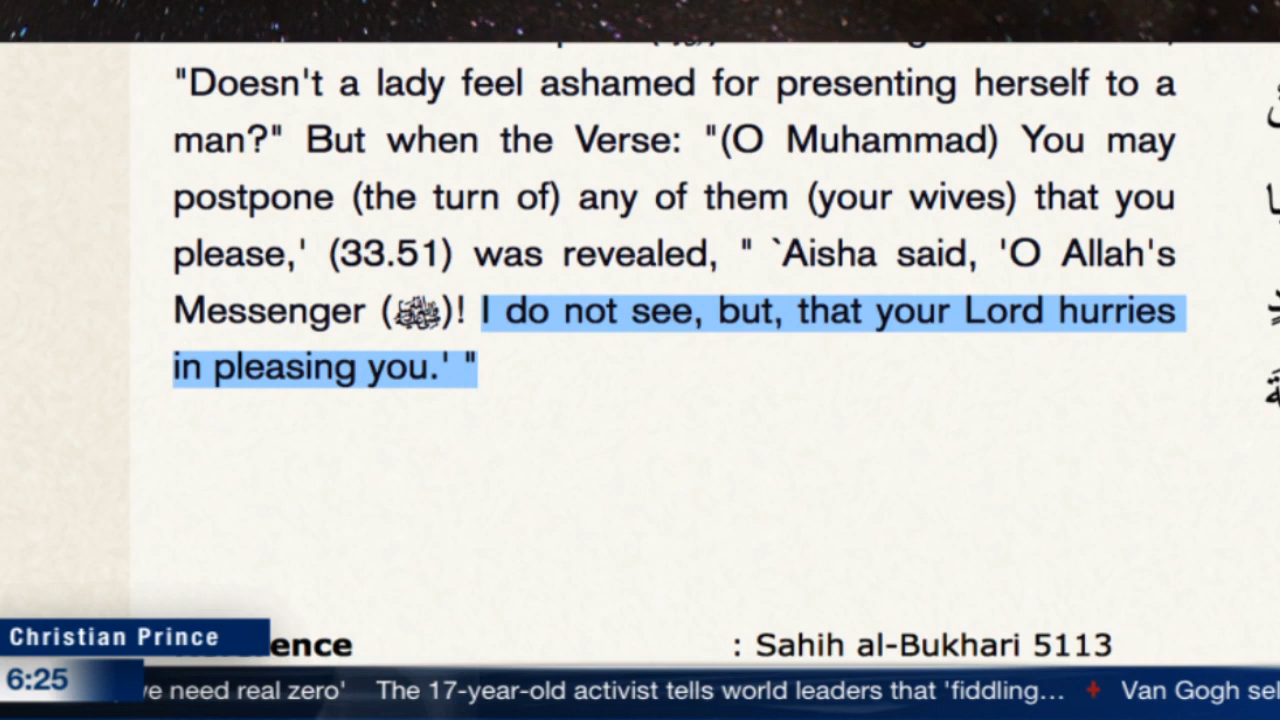 "Doesn't a lady feel ashamed for presenting herself to a
man?" But when the Verse: "(O Muhammad) You may
postpone (the turn of) any of them (your wives) that you
please,' (33.51) was revealed, " `Aisha said, 'O Allah's
Messenger (ﷺ)! I do not see, but, that your Lord hurries
in pleasing you.' "
ence : Sahih al-Bukhari 5113
Christian Prince
6:25 we need real zero' The 17-year-old activist tells world leaders that 'fiddling... Van Gogh sel